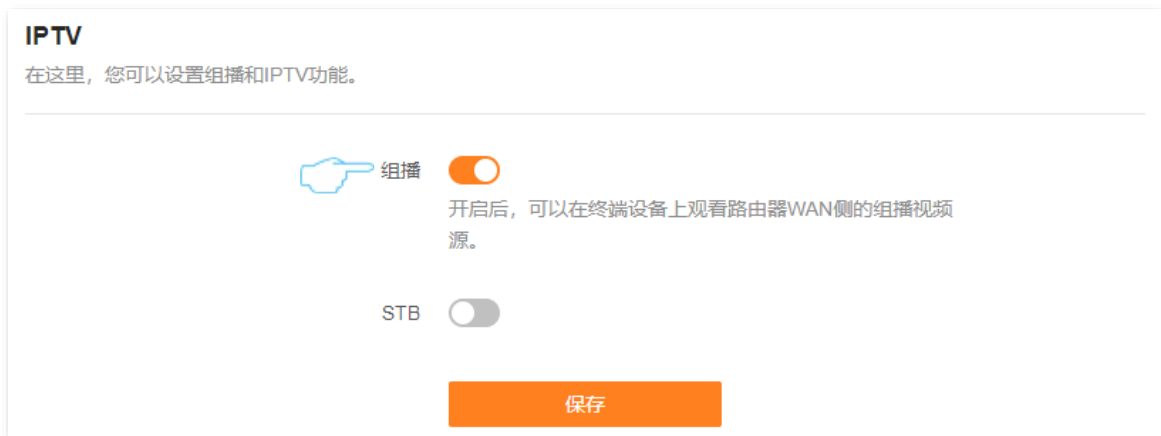 IPTV
在这里，您可以设置组播和IPTV功能。
组播
开启后，可以在终端设备上观看路由器WAN侧的组播视频
源。
STB
保存